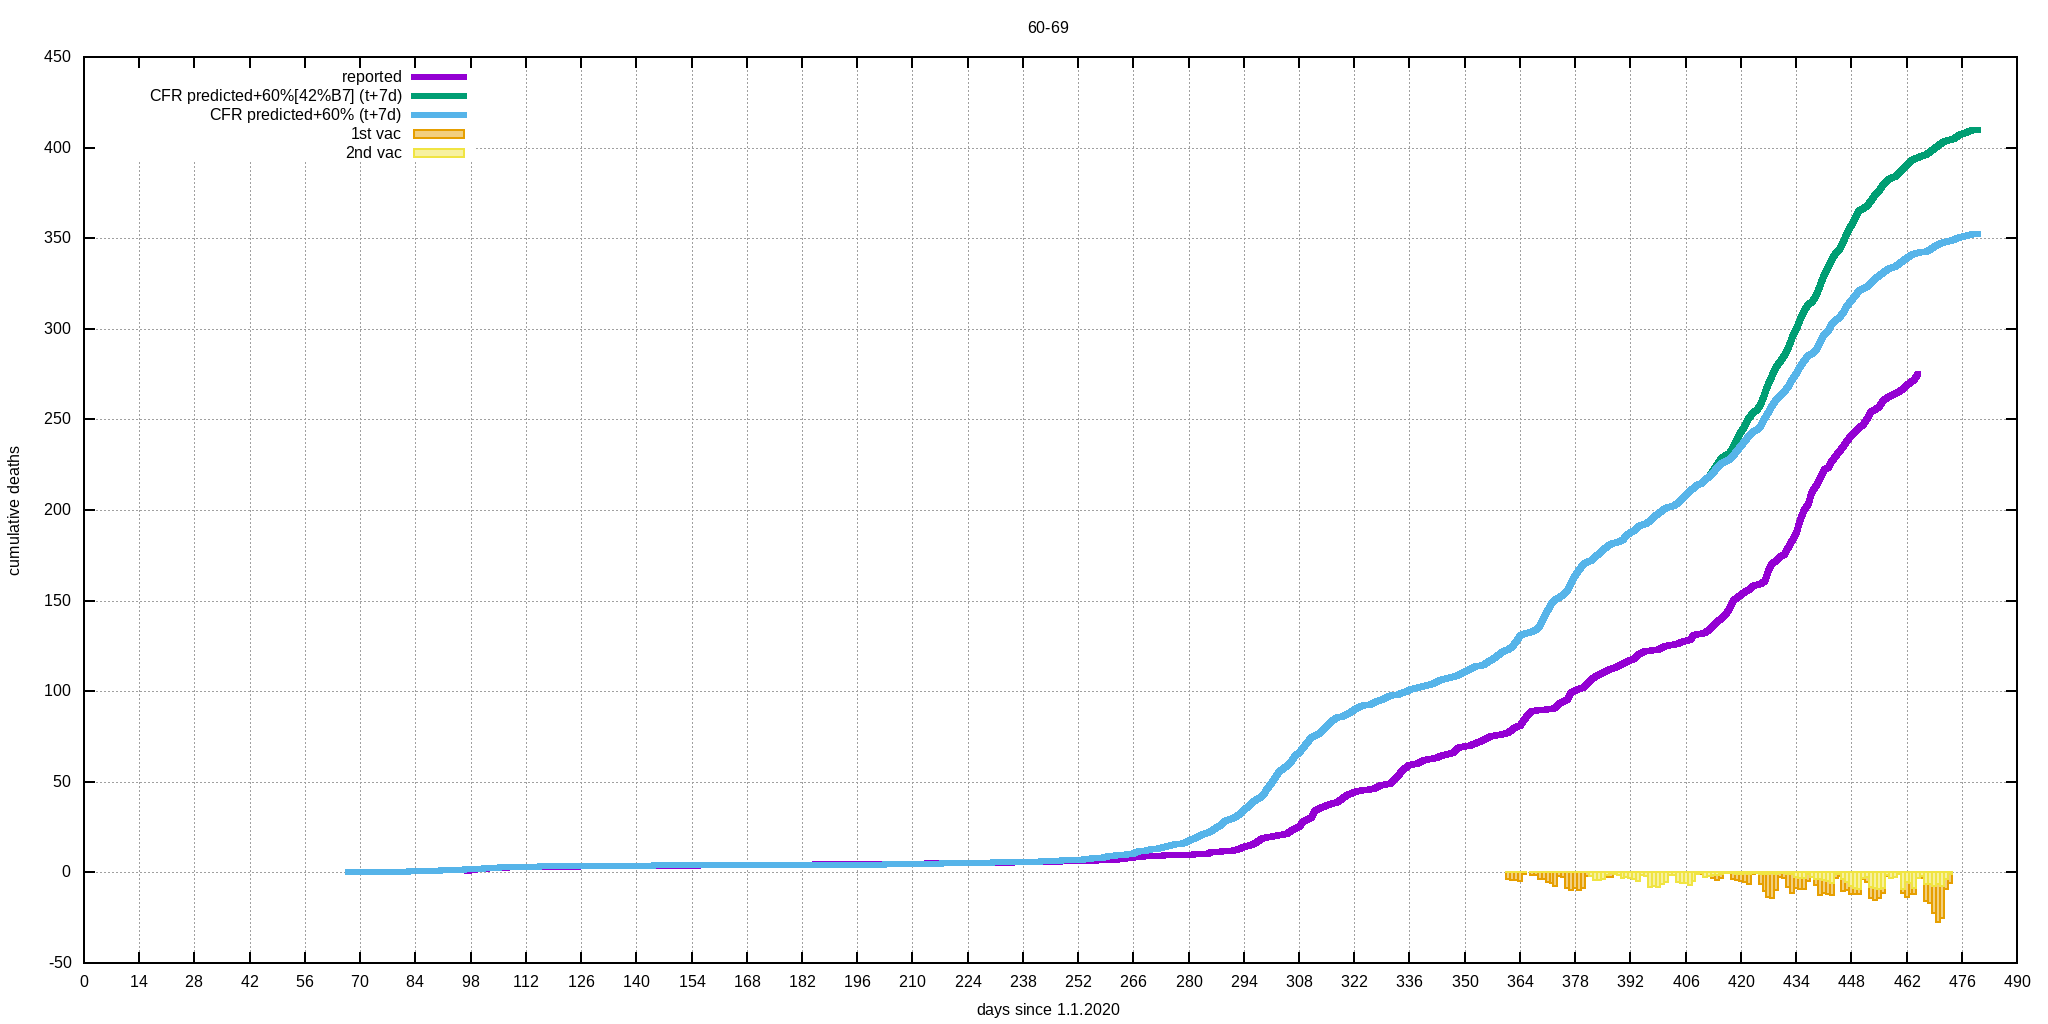 60-69
450
400
350
300
250
200
150
100
50
0
-50
cumulative deaths
reported
CFR predicted+60%[42%B7] (t+7d)
CFR predicted+60% (t+7d)
1st vac
2nd vac
0 14 28 42 56 70 84 98 112 126 140 154 168 182 196 210 224 238 252 266 280 294 308 322 336 350 364 378 392 406 420 434 448 462 476 490
days since 1.1.2020